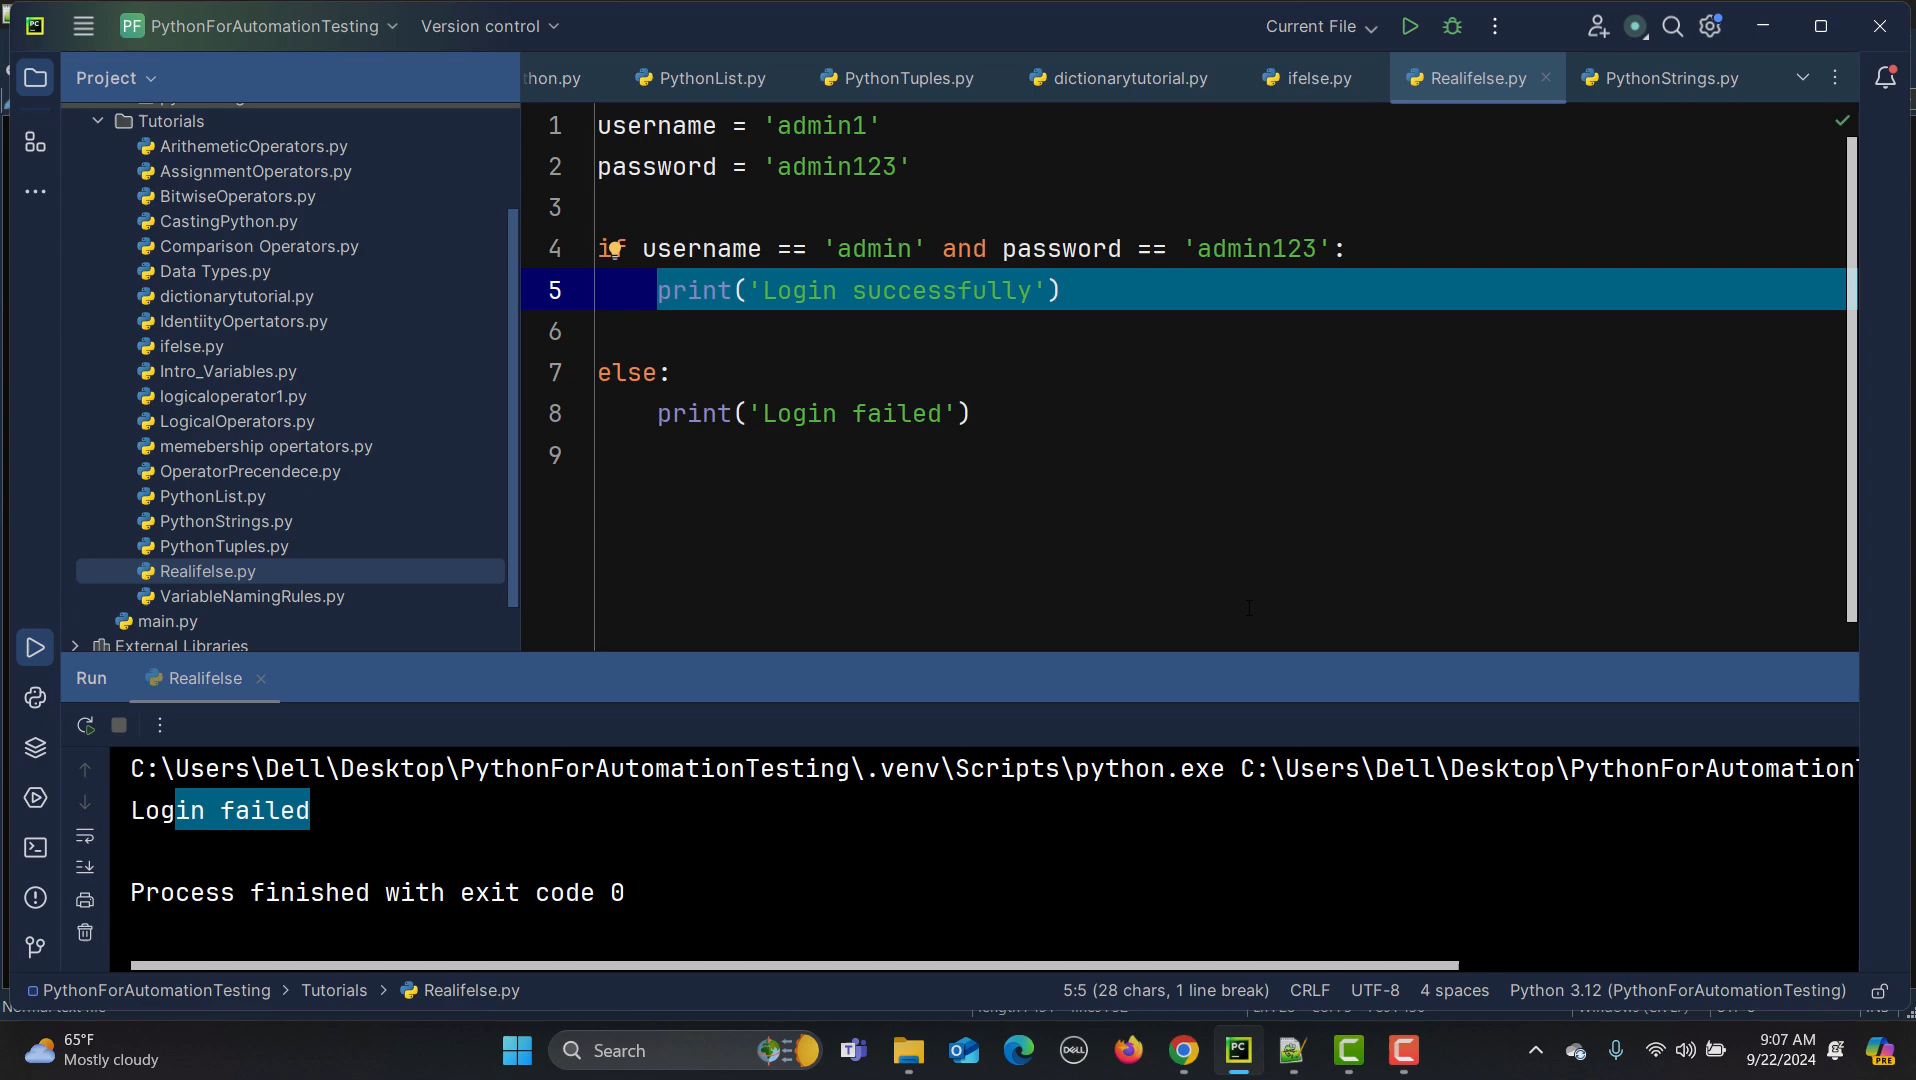 PC
PF PythonForAutomationTesting
Version control
Current File
Project
thon.py
PythonList.py
PythonTuples.py
dictionarytutorial.py
ifelse.py
Realifelse.py
PythonStrings.py
Tutorials
ArithemeticOperators.py
AssignmentOperators.py
BitwiseOperators.py
CastingPython.py
Comparison Operators.py
Data Types.py
dictionarytutorial.py
IdentiityOpertators.py
ifelse.py
Intro_Variables.py
logicaloperator1.py
LogicalOperators.py
memebership opertators.py
OperatorPrecendece.py
PythonList.py
PythonStrings.py
PythonTuples.py
Realifelse.py
VariableNamingRules.py
main.py
External Libraries
1 username = 'admin1'
2 password = 'admin123'
3
4 if username == 'admin' and password == 'admin123':
5 print('Login successfully')
6
7 else:
8 print('Login failed')
9
Run
Realifelse
C:\Users\Dell\Desktop\PythonForAutomationTesting\.venv\Scripts\python.exe C:\Users\Dell\Desktop\PythonForAutomation
Login failed
Process finished with exit code 0
PythonForAutomationTesting > Tutorials > Realifelse.py
5:5 (28 chars, 1 line break)
CRLF
UTF-8
4 spaces
Python 3.12 (PythonForAutomationTesting)
65°F
Mostly cloudy
Search
DELL
PC
9:07 AM
9/22/2024
PRE